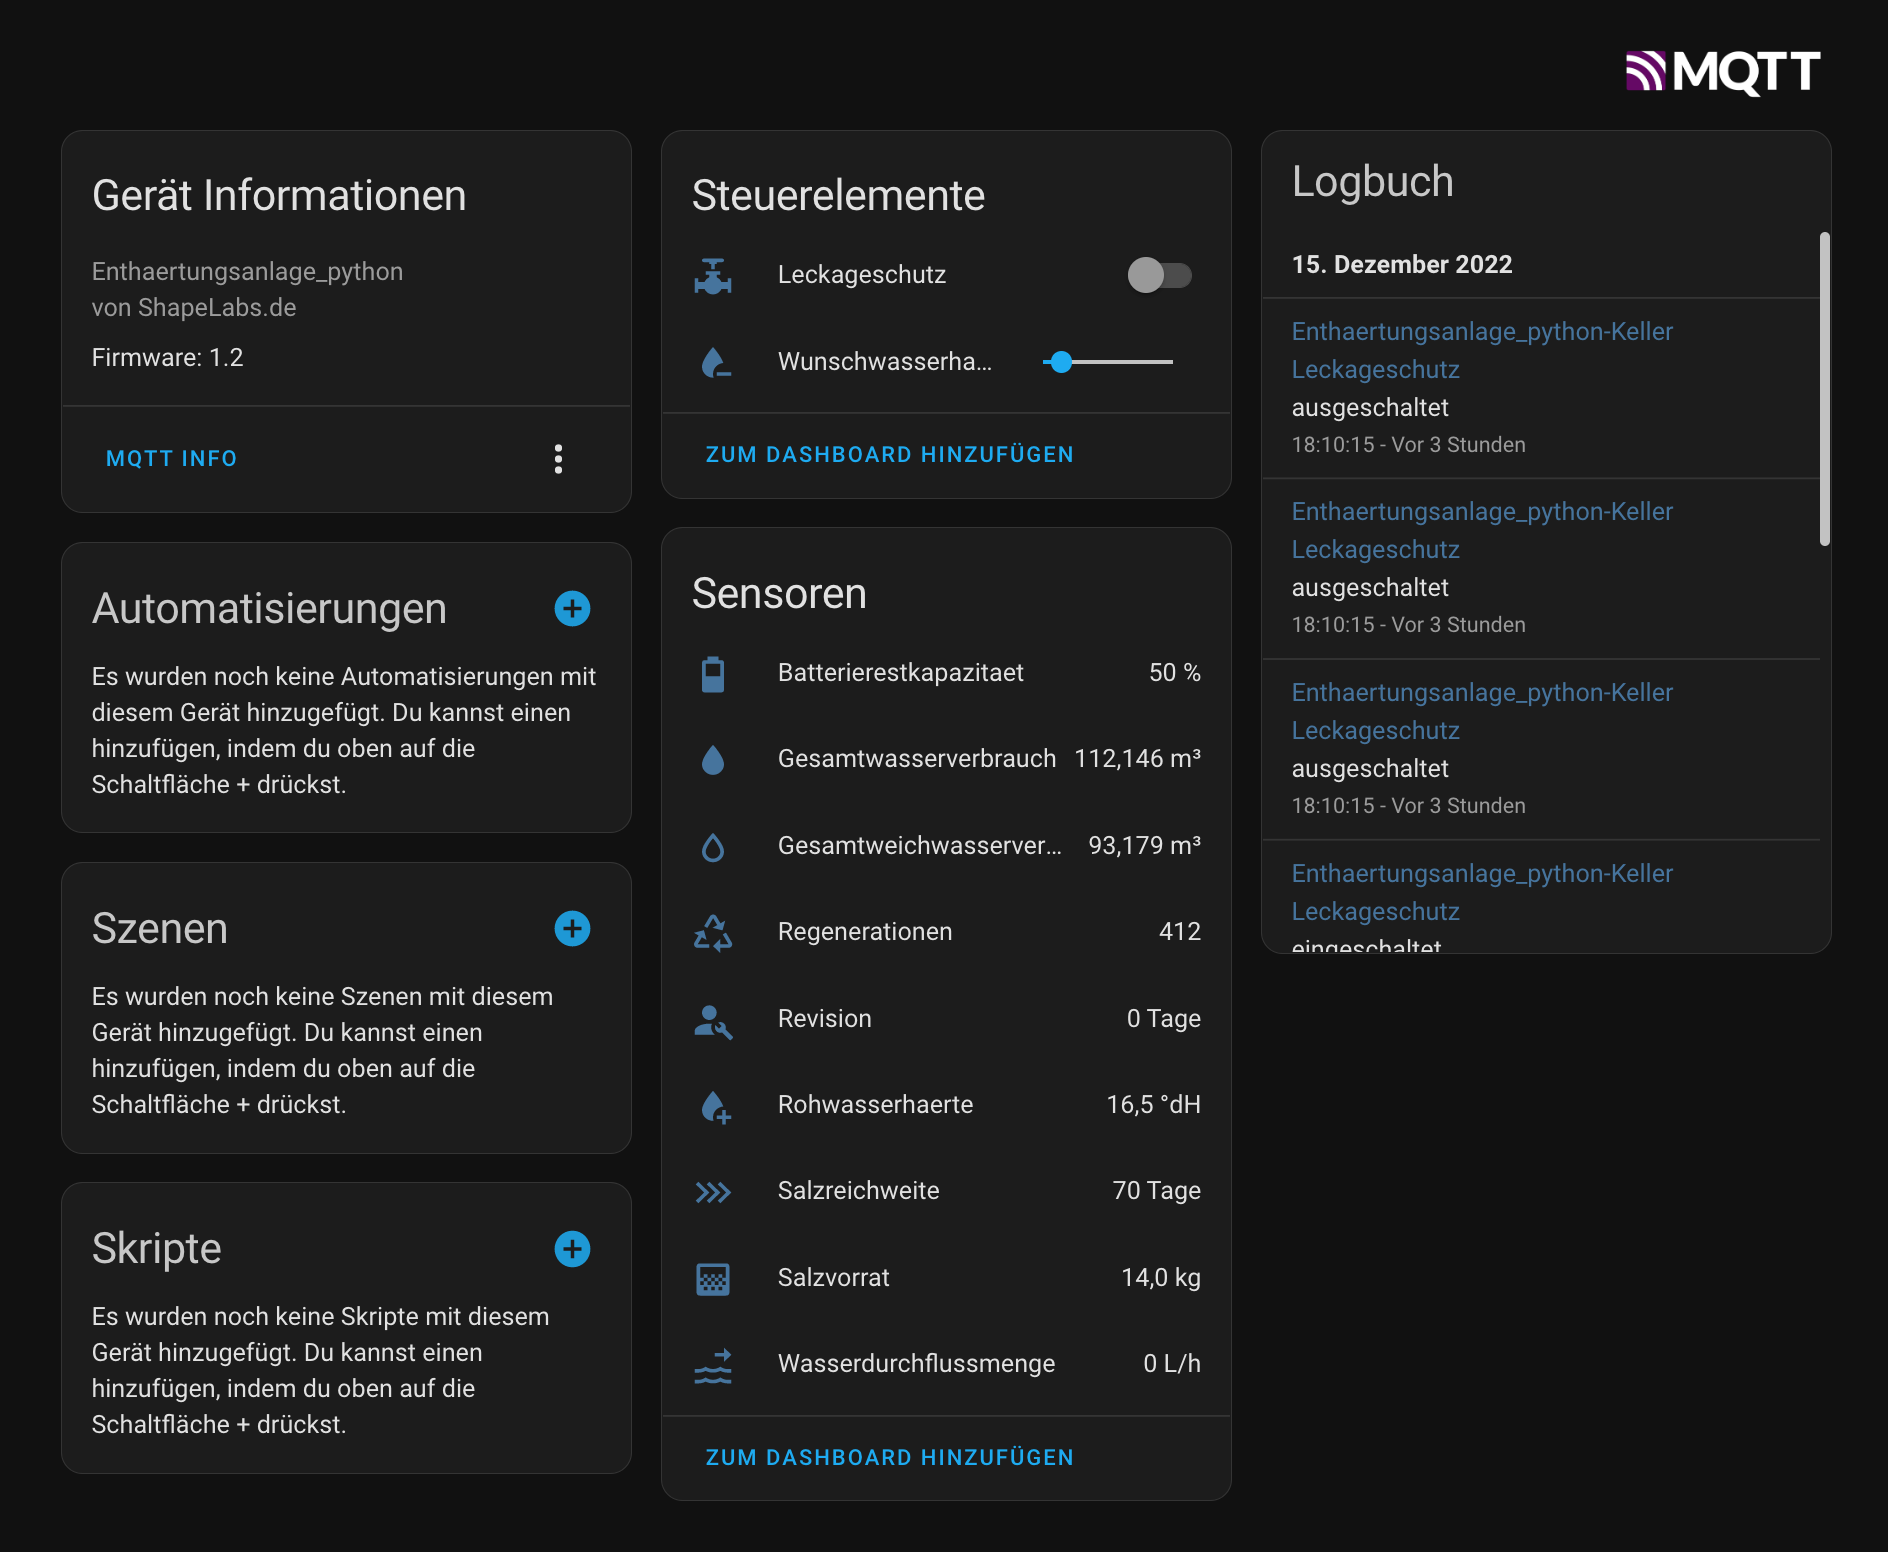 MQTT
Gerät Informationen
Enthaertungsanlage_python
von ShapeLabs.de
Firmware: 1.2
MQTT INFO
Automatisierungen
Es wurden noch keine Automatisierungen mit
diesem Gerät hinzugefügt. Du kannst einen
hinzufügen, indem du oben auf die
Schaltfläche + drückst.
Szenen
Es wurden noch keine Szenen mit diesem
Gerät hinzugefügt. Du kannst einen
hinzufügen, indem du oben auf die
Schaltfläche + drückst.
Skripte
Es wurden noch keine Skripte mit diesem
Gerät hinzugefügt. Du kannst einen
hinzufügen, indem du oben auf die
Schaltfläche + drückst.
Steuerelemente
Leckageschutz
Wunschwasserha...
ZUM DASHBOARD HINZUFÜGEN
Sensoren
Batterierestkapazitaet 50 %
Gesamtwasserverbrauch 112,146 m³
Gesamtweichwasserver... 93,179 m³
Regenerationen 412
Revision 0 Tage
Rohwasserhaerte 16,5 °dH
Salzreichweite 70 Tage
Salzvorrat 14,0 kg
Wasserdurchflussmenge 0 L/h
ZUM DASHBOARD HINZUFÜGEN
Logbuch
15. Dezember 2022
Enthaertungsanlage_python-Keller
Leckageschutz
ausgeschaltet
18:10:15 - Vor 3 Stunden
Enthaertungsanlage_python-Keller
Leckageschutz
ausgeschaltet
18:10:15 - Vor 3 Stunden
Enthaertungsanlage_python-Keller
Leckageschutz
ausgeschaltet
18:10:15 - Vor 3 Stunden
Enthaertungsanlage_python-Keller
Leckageschutz
eingeschaltet